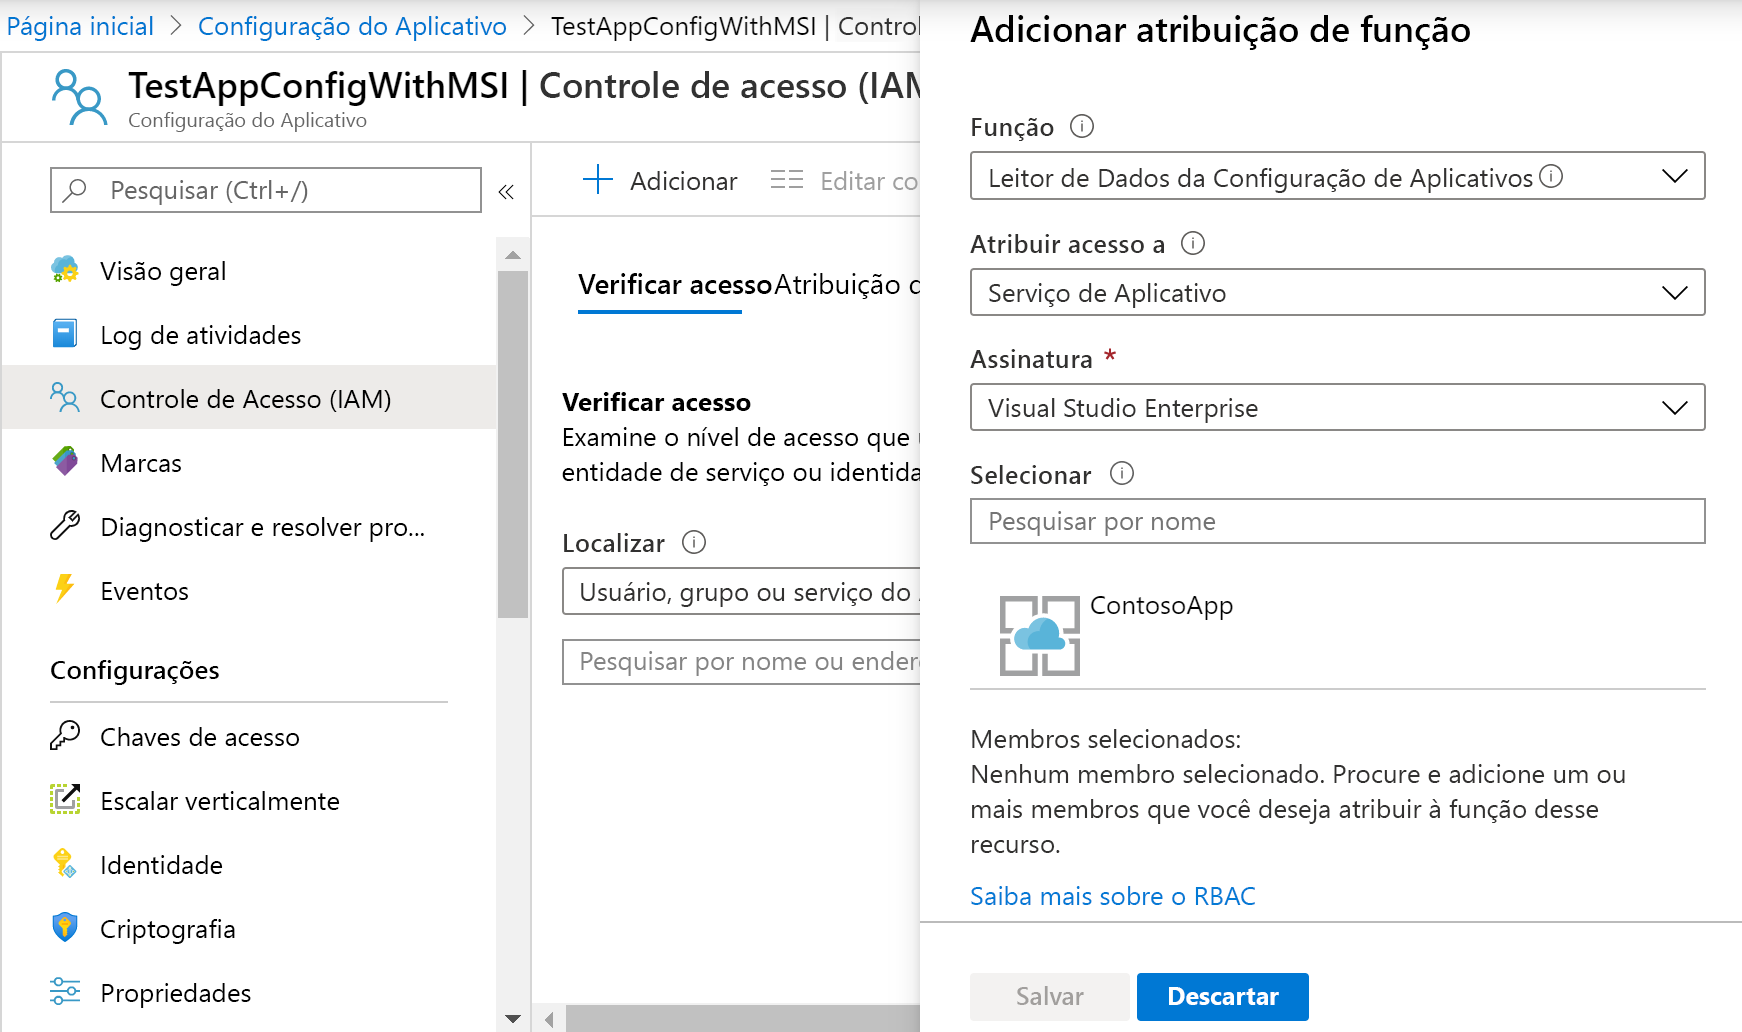 Página inicial > Configuração do Aplicativo > TestAppConfigWithMSI | Control
TestAppConfigWithMSI | Controle de acesso (IAM
Configuração do Aplicativo
Pesquisar (Ctrl+/)
«
Visão geral
Log de atividades
Controle de Acesso (IAM)
Marcas
Diagnosticar e resolver pro...
Eventos
Configurações
Chaves de acesso
Escalar verticalmente
Identidade
Criptografia
Propriedades
Adicionar
Editar co
Verificar acesso
Atribuição d
Verificar acesso
Examine o nível de acesso que u
entidade de serviço ou identida
Localizar
Usuário, grupo ou serviço do
Pesquisar por nome ou endere
Adicionar atribuição de função
Função
Leitor de Dados da Configuração de Aplicativos
Atribuir acesso a
Serviço de Aplicativo
Assinatura *
Visual Studio Enterprise
Selecionar
Pesquisar por nome
ContosoApp
Membros selecionados:
Nenhum membro selecionado. Procure e adicione um ou
mais membros que você deseja atribuir à função desse
recurso.
Saiba mais sobre o RBAC
Salvar
Descartar